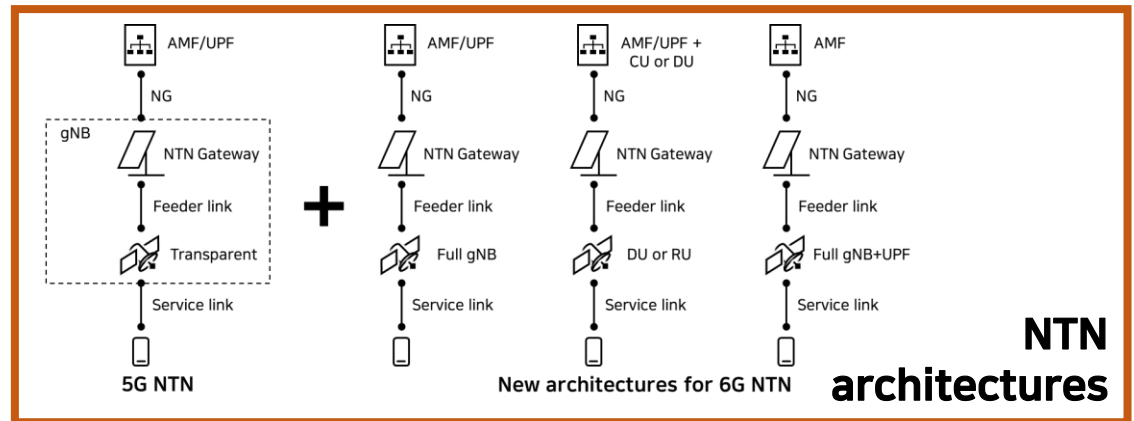 AMF/UPF
NG
gNB
NTN Gateway
Feeder link
Transparent
Service link
5G NTN
AMF/UPF
NG
NTN Gateway
Feeder link
Full gNB
Service link
AMF/UPF +
CU or DU
NG
NTN Gateway
Feeder link
DU or RU
Service link
AMF
NG
NTN Gateway
Feeder link
Full gNB+UPF
Service link
New architectures for 6G NTN
NTN
architectures